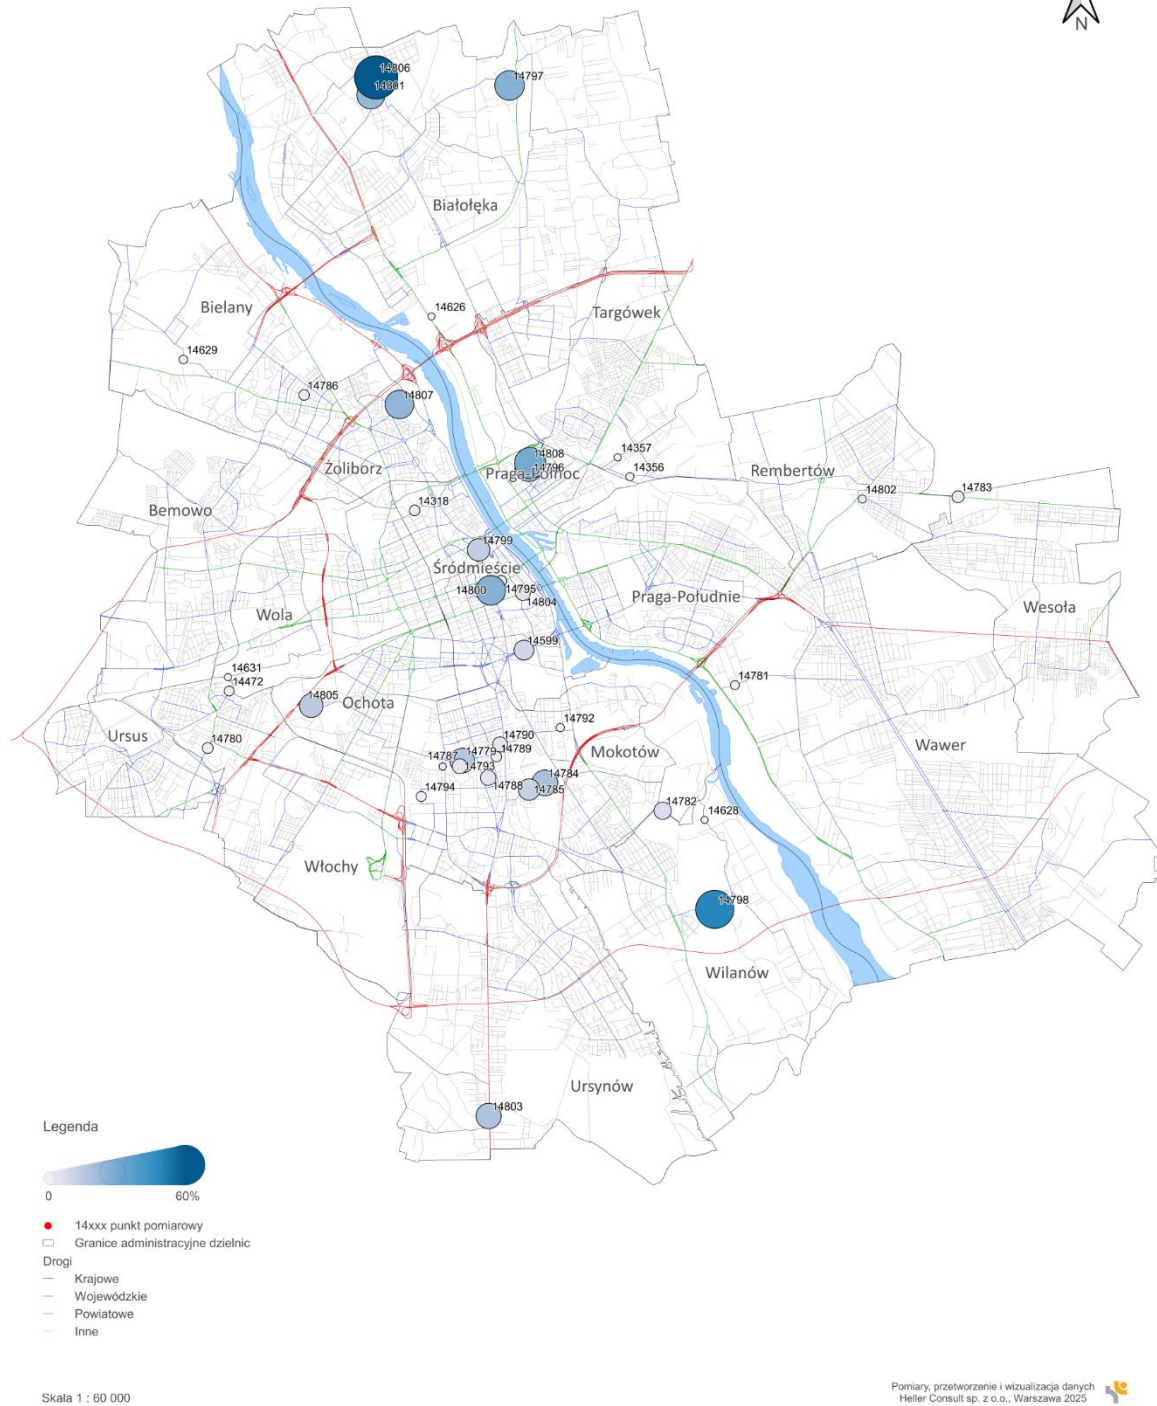 N
14806
14801
14797
Białołęka
Bielany
14626
Targówek
14629
14786
14807
14357
14808
14796
14356
Praga-Północ
Rembertów
Żoliborz
14802
14783
Bemowo
14318
14799
Śródmieście
14800
14795
14804
Praga-Południe
Wola
Wesoła
14599
14631
14472
14781
14805
Ochota
Ursus
14792
14780
14790
Mokotów
Wawer
14787
14779
14789
14793
14784
14788
14785
14794
14782
14628
Włochy
14798
Wilanów
Ursynów
14803
Legenda
0
60%
14xxx punkt pomiarowy
Granice administracyjne dzielnic
Drogi
Krajowe
Wojewódzkie
Powiatowe
Inne
Skala 1 : 60 000
Pomiary, przetworzenie i wizualizacja danych
Heller Consult sp. z o.o., Warszawa 2025